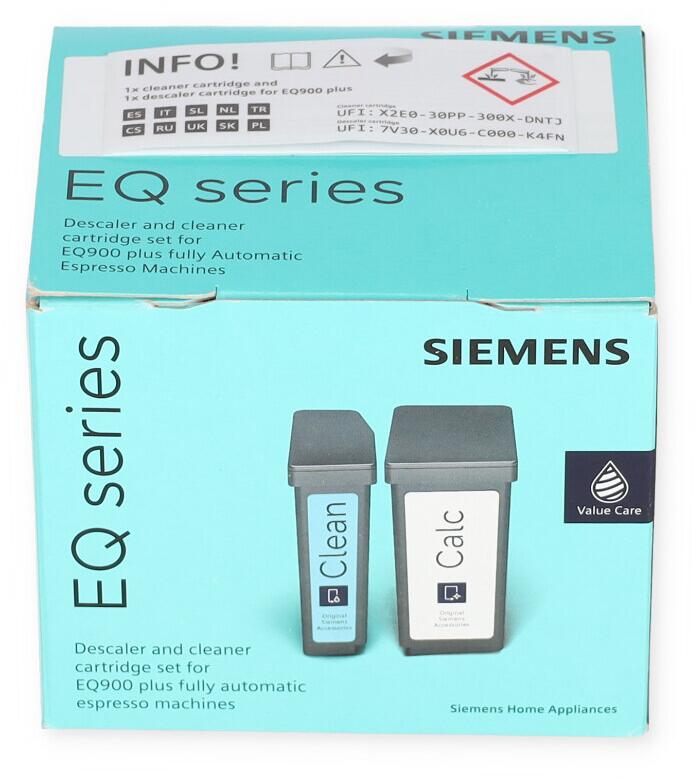 SIEMENS
INFO!
1x cleaner cartridge and
1x descaler cartridge for EQ900 plus
ES IT SL NL TR
CS RU UK SK PL
Cleaner cartridge
UFI: X2E0-30PP-300X-DNTJ
Descaler cartridge
UFI: 7V30-X0U6-C000-K4FN
EQ series
Descaler and cleaner
cartridge set for
EQ900 plus fully Automatic
Espresso Machines
SIEMENS
EQ series
Clean
Original
Siemens
Accessories
Calc
Original
Siemens
Accessories
Value Care
Descaler and cleaner
cartridge set for
EQ900 plus fully automatic
espresso machines
Siemens Home Appliances